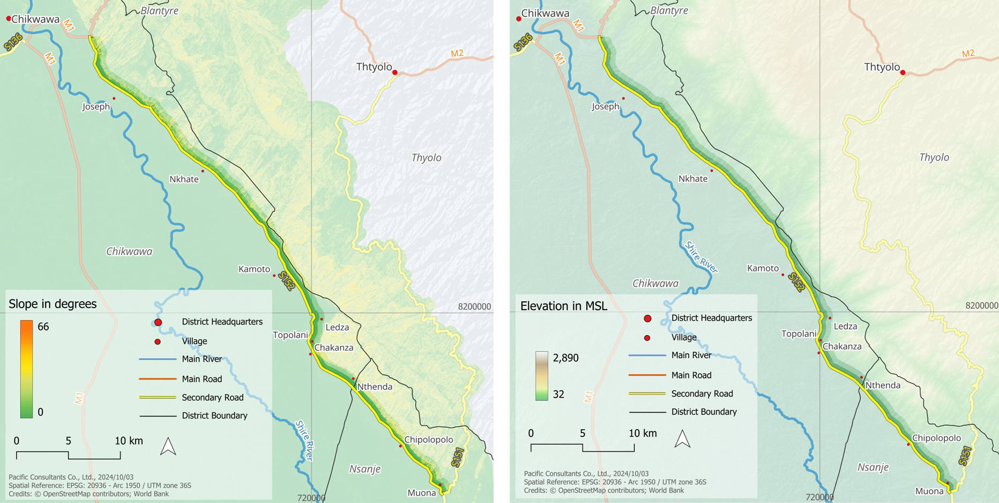 Blantyre
Chikwawa
M1
S136
M1
M2
Thtyolo
Joseph
Thyolo
Nkhate
Chikwawa
Kamoto
S152
8200000
Slope in degrees
66
0
District Headquarters
Village
Main River
Main Road
Secondary Road
District Boundary
0 5 10 km
Ledza
Topolani
Chakanza
Nthenda
M1
Shire River
Chipolopolo
S151
Nsanje
Muona
720000
Pacific Consultants Co., Ltd., 2024/10/03
Spatial Reference: EPSG: 20936 - Arc 1950 / UTM zone 36S
Credits: © OpenStreetMap contributors; World Bank
Blantyre
Chikwawa
M1
S136
M1
M2
Thtyolo
Joseph
Thyolo
Nkhate
Shire River
Kamoto
S152
Chikwawa
8200000
Elevation in MSL
2,890
32
District Headquarters
Village
Main River
Main Road
Secondary Road
District Boundary
0 5 10 km
Ledza
Topolani
Chakanza
Nthenda
M1
Chipolopolo
S151
Nsanje
Muona
720000
Pacific Consultants Co., Ltd., 2024/10/03
Spatial Reference: EPSG: 20936 - Arc 1950 / UTM zone 36S
Credits: © OpenStreetMap contributors; World Bank